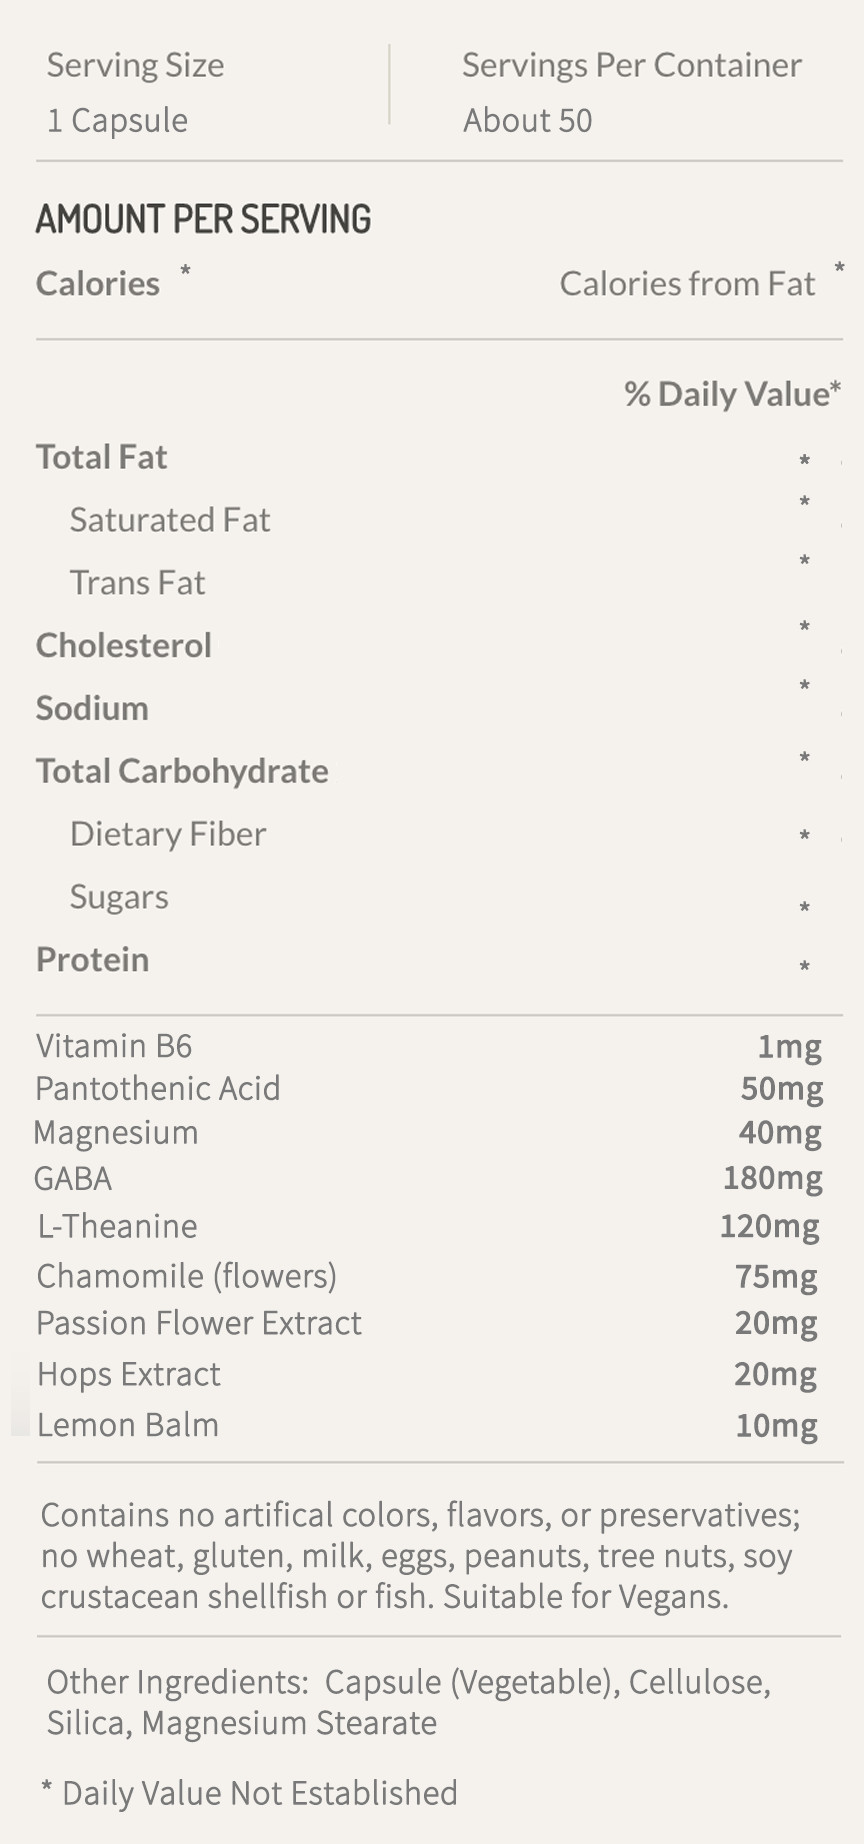 Serving Size
1 Capsule
Servings Per Container
About 50
AMOUNT PER SERVING
Calories * Calories from Fat *
% Daily Value*
Total Fat *
Saturated Fat *
Trans Fat *
Cholesterol *
Sodium *
Total Carbohydrate *
Dietary Fiber *
Sugars *
Protein *
Vitamin B6 1mg
Pantothenic Acid 50mg
Magnesium 40mg
GABA 180mg
L-Theanine 120mg
Chamomile (flowers) 75mg
Passion Flower Extract 20mg
Hops Extract 20mg
Lemon Balm 10mg
Contains no artifical colors, flavors, or preservatives;
no wheat, gluten, milk, eggs, peanuts, tree nuts, soy
crustacean shellfish or fish. Suitable for Vegans.
Other Ingredients: Capsule (Vegetable), Cellulose,
Silica, Magnesium Stearate
* Daily Value Not Established